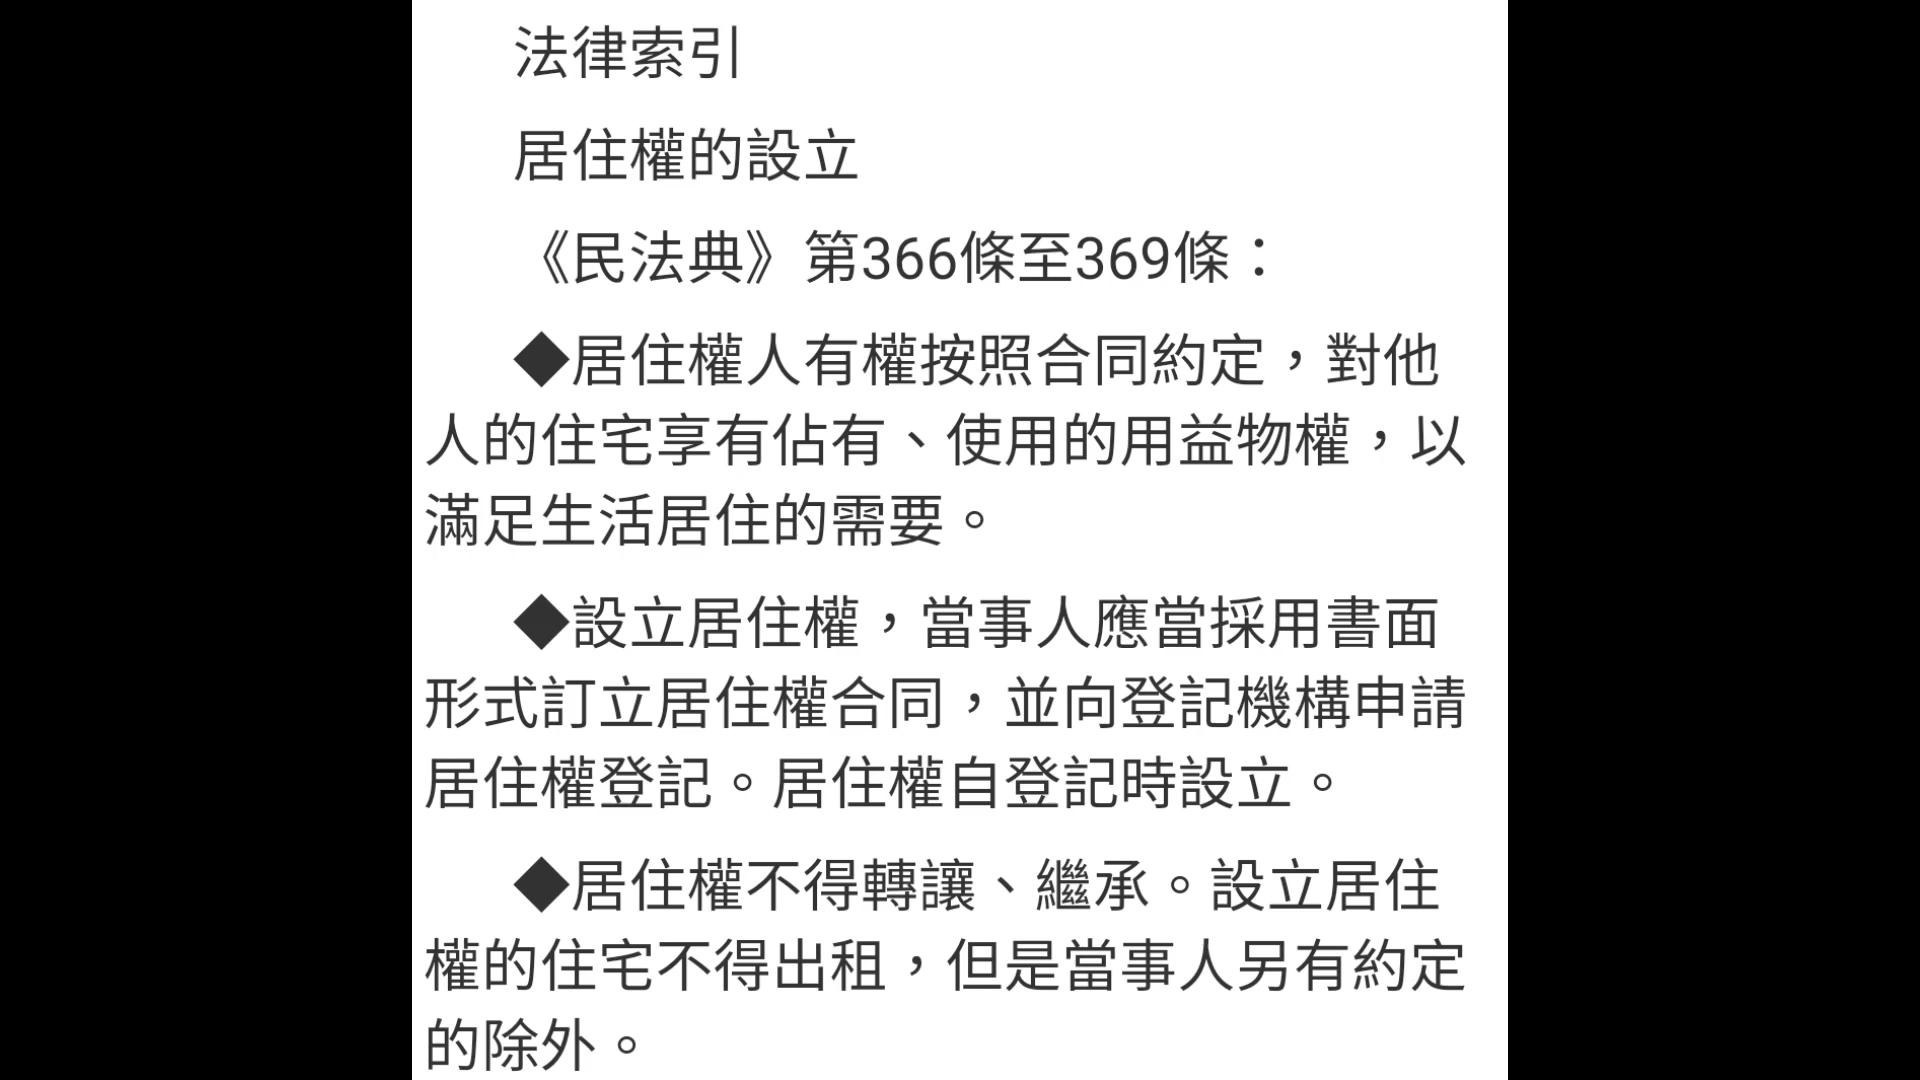 法律索引
居住權的設立
《民法典》第366條至369條：
◆居住權人有權按照合同約定，對他
人的住宅享有佔有、使用的用益物權，以
滿足生活居住的需要。
◆設立居住權，當事人應當採用書面
形式訂立居住權合同，並向登記機構申請
居住權登記。居住權自登記時設立。
◆居住權不得轉讓、繼承。設立居住
權的住宅不得出租，但是當事人另有約定
的除外。